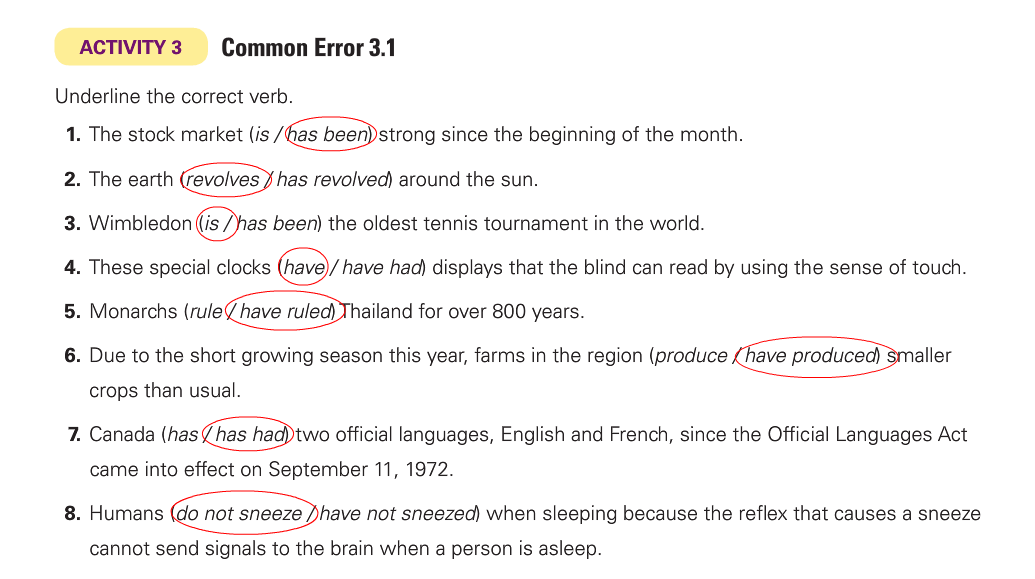 ACTIVITY 3 Common Error 3.1
Underline the correct verb.
1. The stock market (is / has been) strong since the beginning of the month.
2. The earth (revolves / has revolved) around the sun.
3. Wimbledon (is / has been) the oldest tennis tournament in the world.
4. These special clocks (have / have had) displays that the blind can read by using the sense of touch.
5. Monarchs (rule / have ruled) Thailand for over 800 years.
6. Due to the short growing season this year, farms in the region (produce / have produced) smaller
crops than usual.
7. Canada (has / has had) two official languages, English and French, since the Official Languages Act
came into effect on September 11, 1972.
8. Humans (do not sneeze / have not sneezed) when sleeping because the reflex that causes a sneeze
cannot send signals to the brain when a person is asleep.